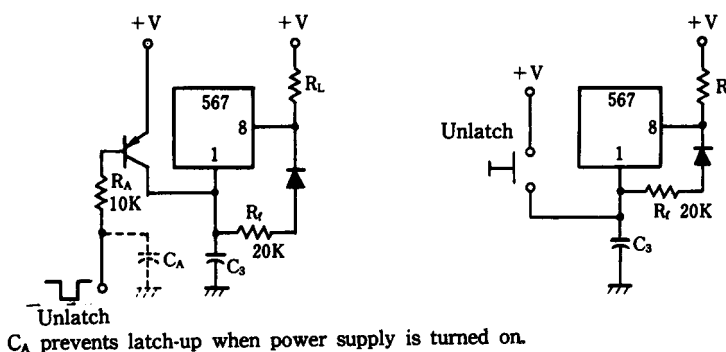 +V
+V
567
8
1
R_L
R_A
10K
R_f
20K
C_A
C_3
Unlatch
+V
+V
567
8
1
Unlatch
R_f 20K
C_3
C_A prevents latch-up when power supply is turned on.